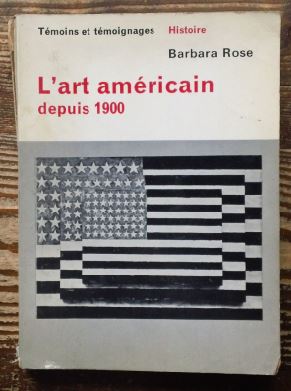 Témoins et témoignages Histoire
Barbara Rose
L'art américain
depuis 1900